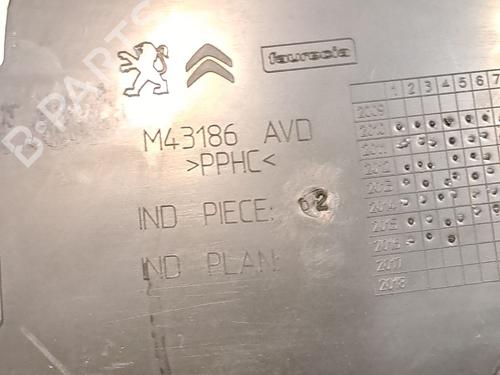 faurecia
M43186 AVD
>PPHC<
IND PIECE: 02
IND PLAN:
1 2 3 4 5 6 7
2009
2010
2011
2012
2013
2014
2015
2016
2017
2018
B-PARTS